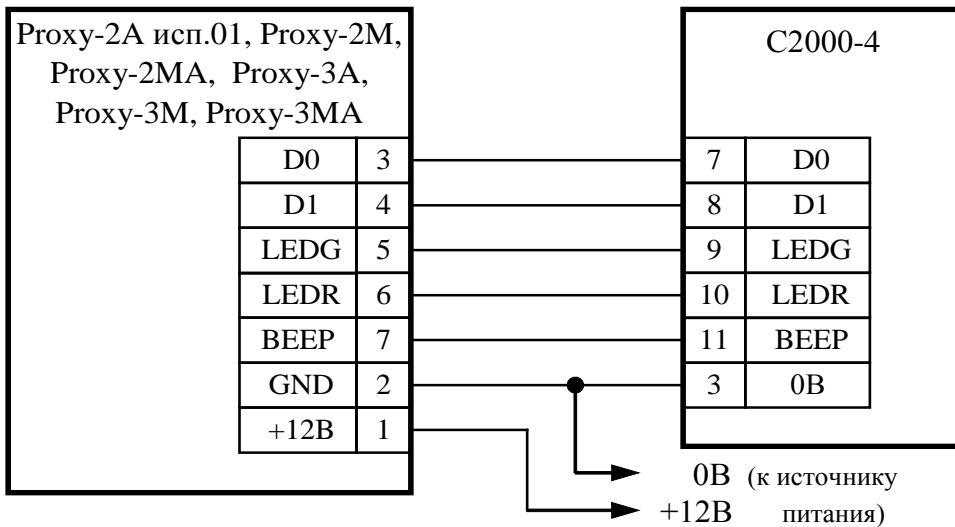 Proxy-2A исп.01, Proxy-2M,
Proxy-2MA, Proxy-3A,
Proxy-3M, Proxy-3MA
C2000-4
D0 3
D1 4
LEDG 5
LEDR 6
BEEP 7
GND 2
+12В 1
7 D0
8 D1
9 LEDG
10 LEDR
11 BEEP
3 0В
0В (к источнику
+12В питания)